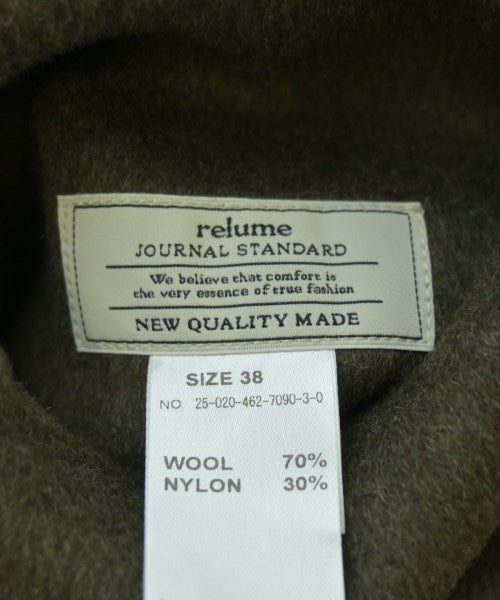 relume
JOURNAL STANDARD
We believe that comfort is
the very essence of true fashion
NEW QUALITY MADE
SIZE 38
NO. 25-020-462-7090-3-0
WOOL 70%
NYLON 30%